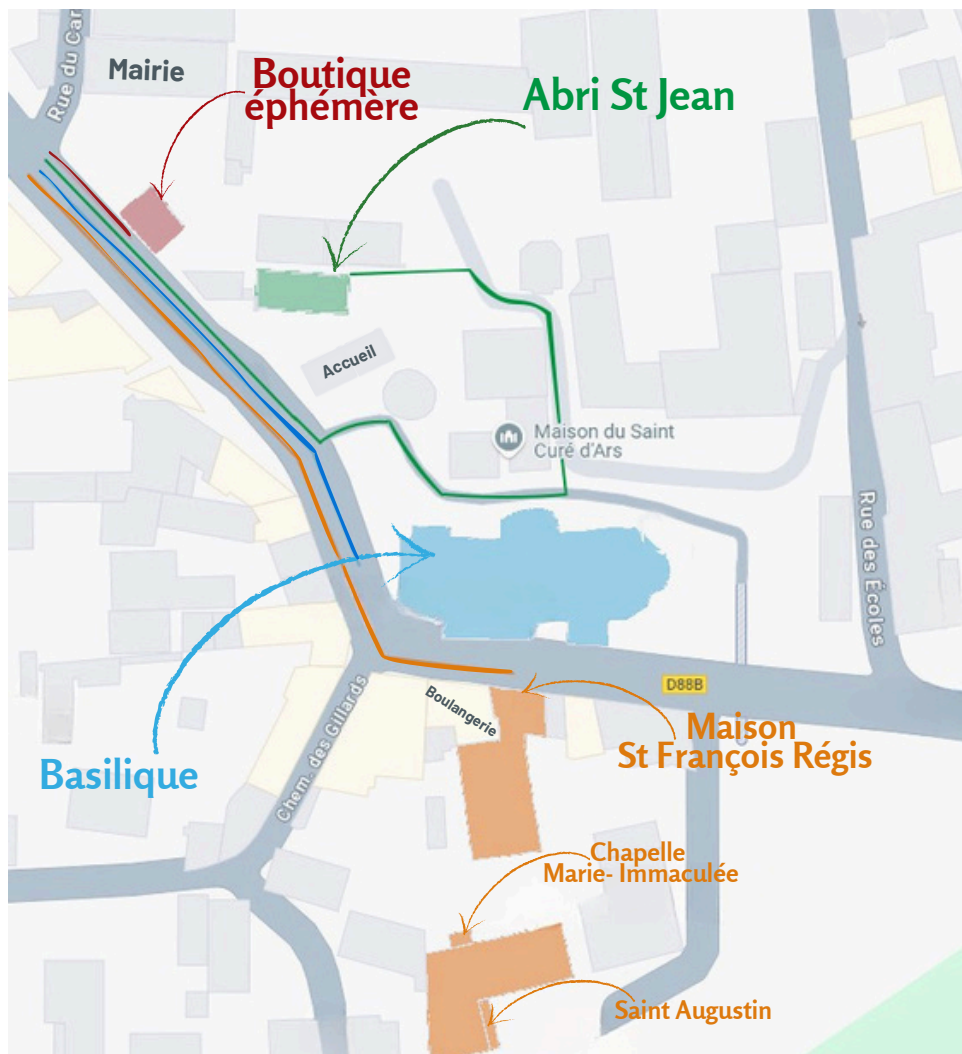 Rue du Car
Mairie
Boutique
éphémère
Abri St Jean
Accueil
Maison du Saint
Curé d'Ars
Rue des Écoles
D88B
Boulangerie
Maison
St François Régis
Basilique
Chem. des Gillards
Chapelle
Marie- Immaculée
Saint Augustin